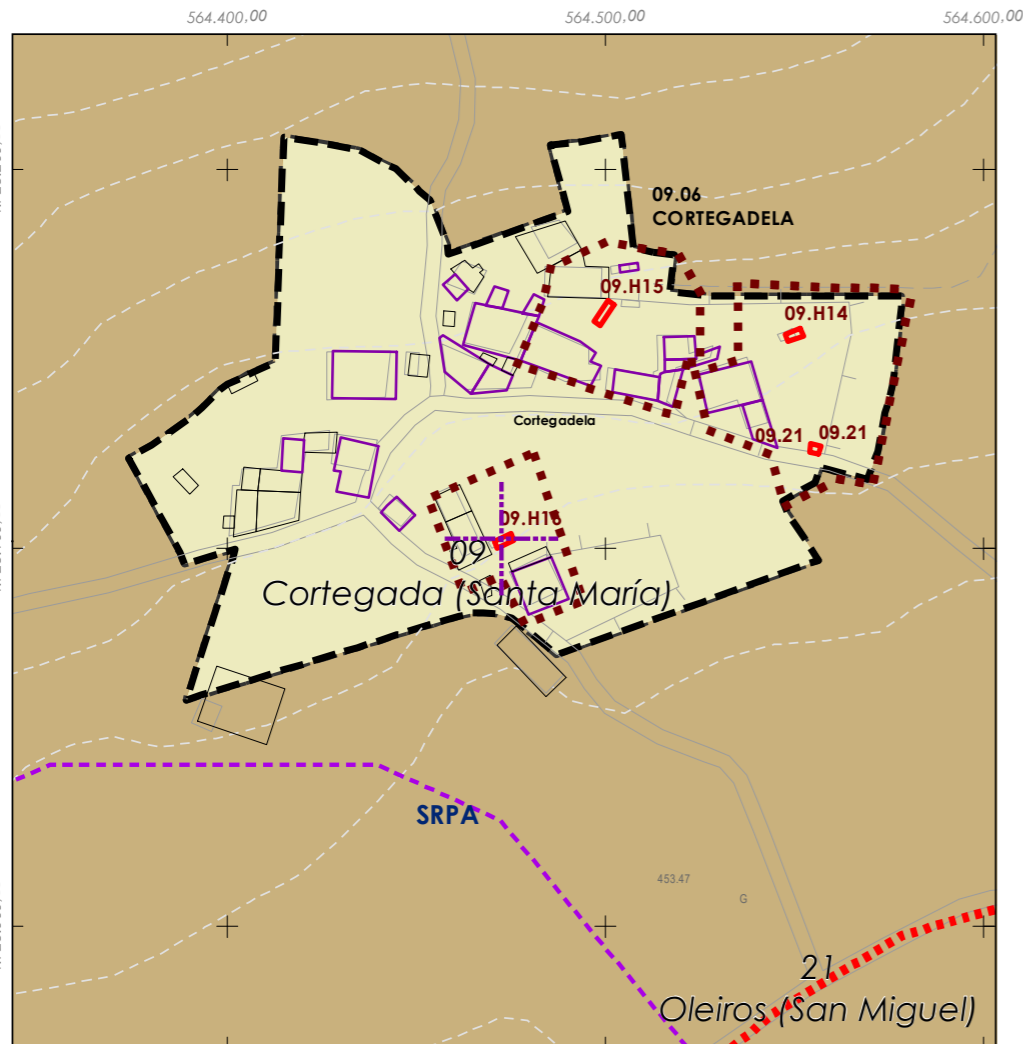 564.400,00
564.500,00
564.600,00
09.06
CORTEGADELA
09.H15
09.H14
Cortegadela
09.21
09.21
09.H16
09
Cortegada (Santa María)
SRPA
453.47
G
21
Oleiros (San Miguel)